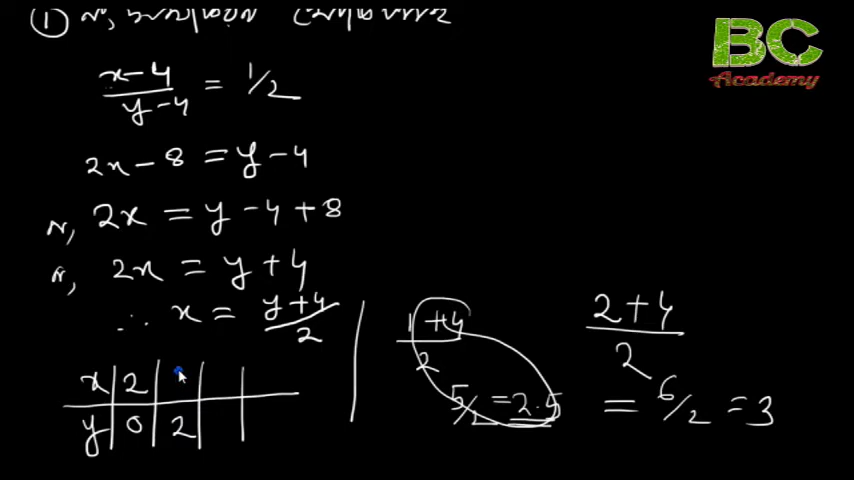 ①
BC
Academy
x-4/y-4 = 1/2
2x - 8 = y - 4
2x = y - 4 + 8
2x = y + 4
∴ x = y+4/2
1+4/2
5/2 = 2.5
2+4/2
= 6/2 = 3
x | 2 |
y | 0 | 2 |